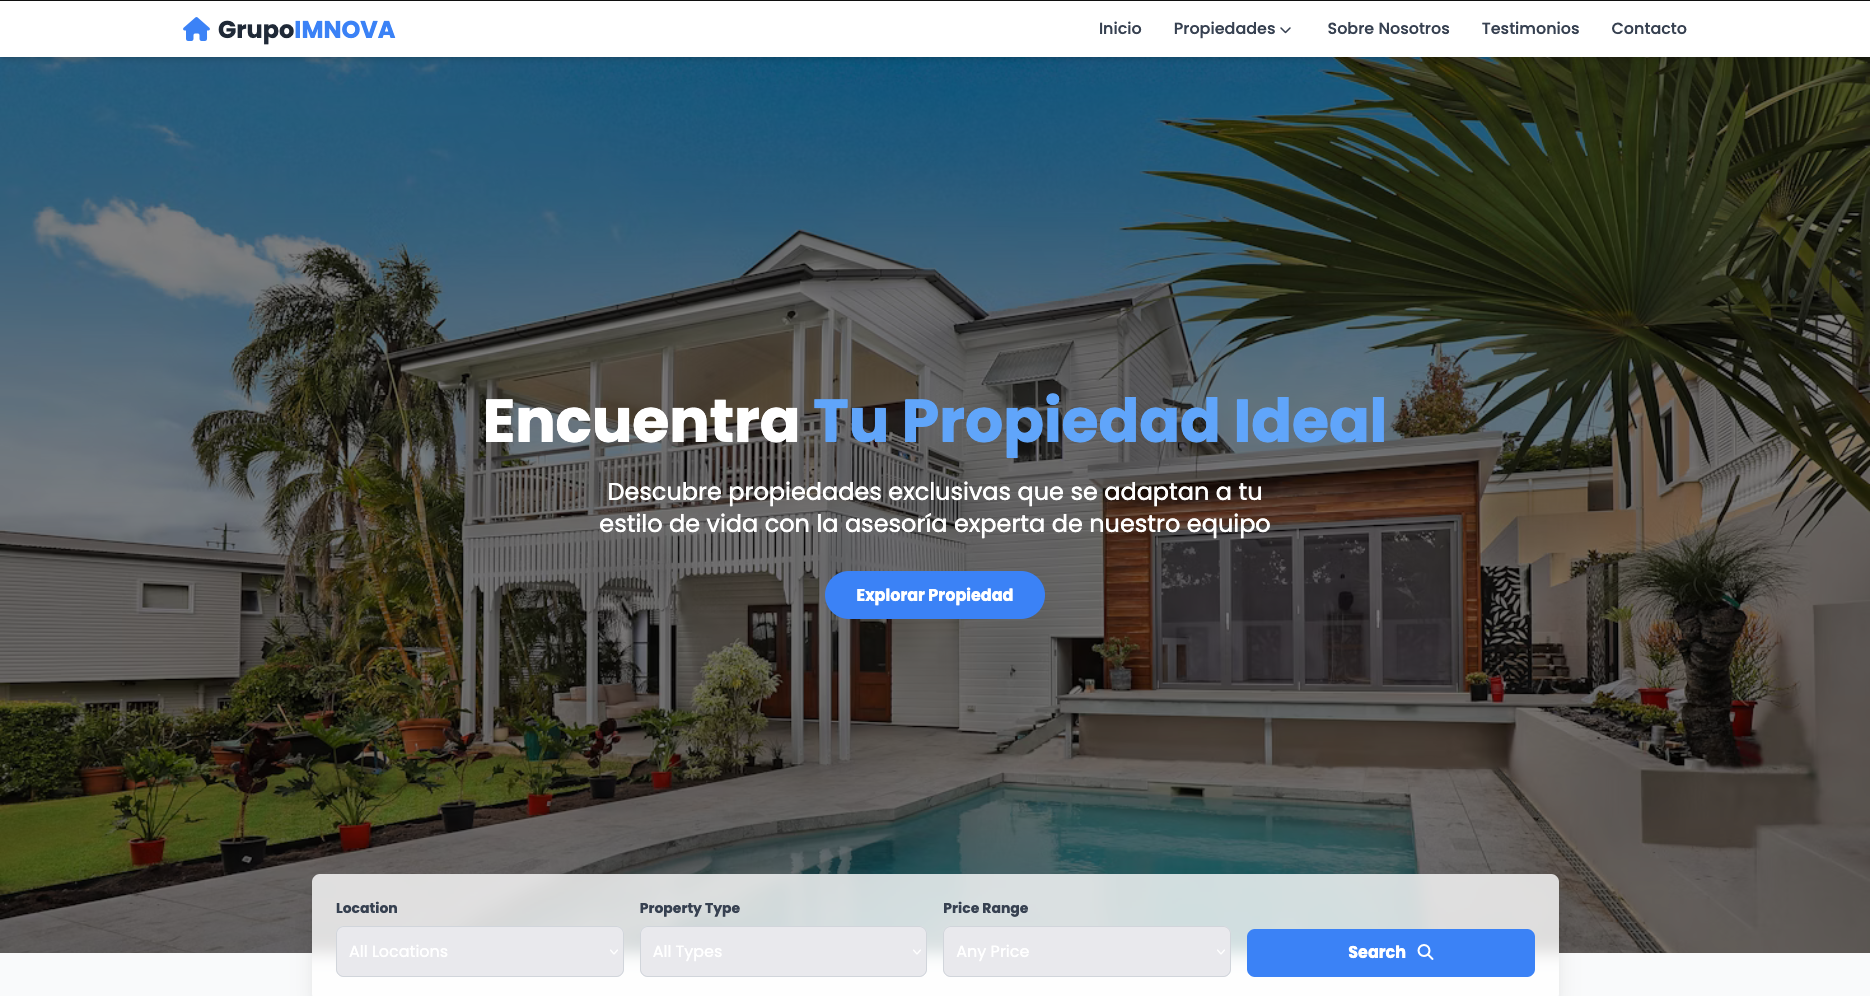 GrupoIMNOVA
Inicio
Propiedades
Sobre Nosotros
Testimonios
Contacto
Encuentra Tu Propiedad Ideal
Descubre propiedades exclusivas que se adaptan a tu
estilo de vida con la asesoría experta de nuestro equipo
Explorar Propiedad
Location
Property Type
Price Range
All Locations
All Types
Any Price
Search